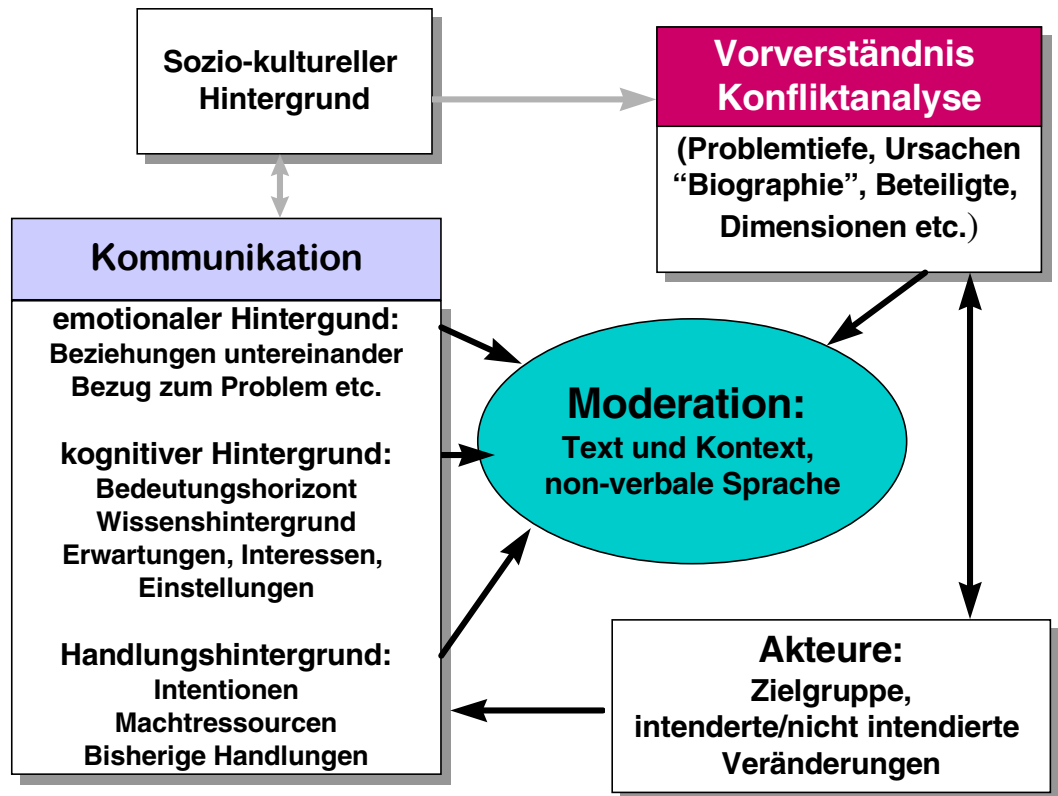 Sozio-kultureller
Hintergrund
Vorverständnis
Konfliktanalyse
(Problemtiefe, Ursachen
“Biographie”, Beteiligte,
Dimensionen etc.)
Kommunikation
emotionaler Hintergund:
Beziehungen untereinander
Bezug zum Problem etc.
kognitiver Hintergrund:
Bedeutungshorizont
Wissenshintergrund
Erwartungen, Interessen,
Einstellungen
Handlungshintergrund:
Intentionen
Machtressourcen
Bisherige Handlungen
Moderation:
Text und Kontext,
non-verbale Sprache
Akteure:
Zielgruppe,
intenderte/nicht intendierte
Veränderungen